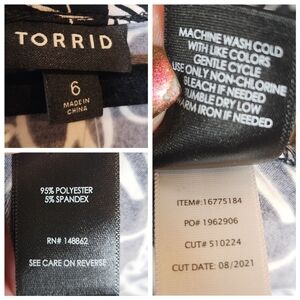 TORRID
6
MADE IN
CHINA
MACHINE WASH COLD
WITH LIKE COLORS
GENTLE CYCLE
USE ONLY NON-CHLORINE
BLEACH IF NEEDED
TUMBLE DRY LOW
WARM IRON IF NEEDED
95% POLYESTER
5% SPANDEX
RN# 148862
SEE CARE ON REVERSE
ITEM#:16775184
PO# 1962906
CUT# 510224
CUT DATE: 08/2021